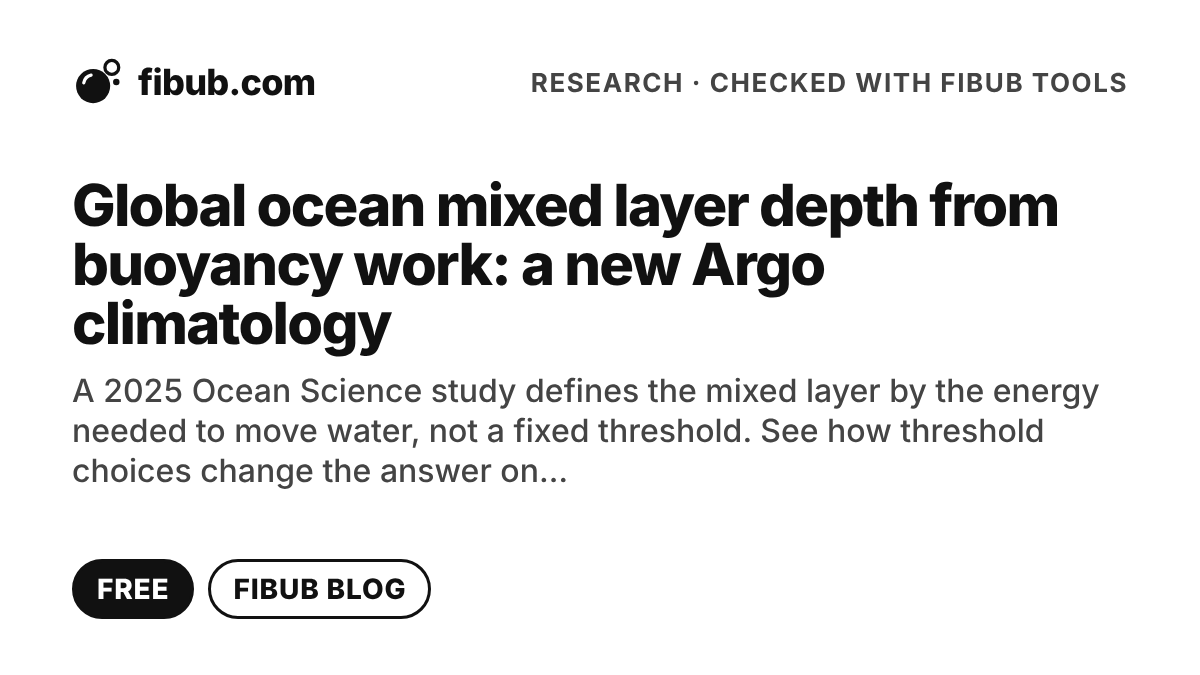 fibub.com
RESEARCH · CHECKED WITH FIBUB TOOLS
Global ocean mixed layer depth from
buoyancy work: a new Argo
climatology
A 2025 Ocean Science study defines the mixed layer by the energy
needed to move water, not a fixed threshold. See how threshold
choices change the answer on…
FREE
FIBUB BLOG